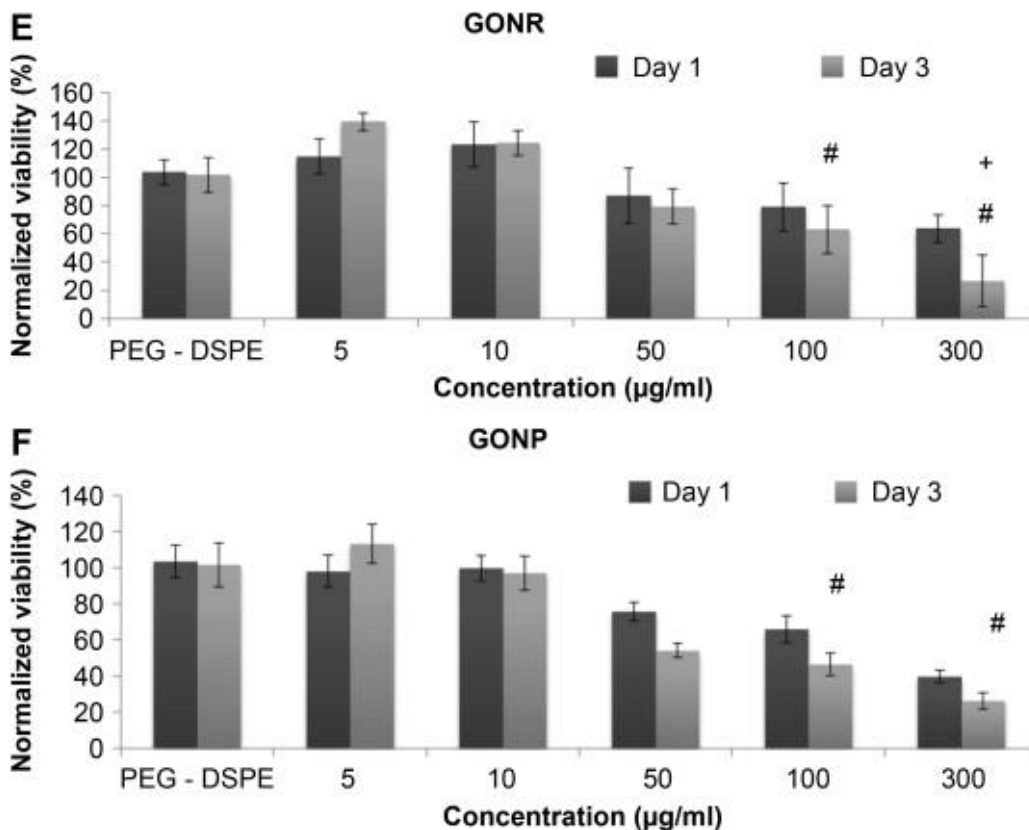 E
GONR
Day 1 Day 3
Normalized viability (%)
160
140
120
100
80
60
40
20
0
#
+
#
PEG - DSPE 5 10 50 100 300
Concentration (µg/ml)
F
GONP
Day 1 Day 3
Normalized viability (%)
140
120
100
80
60
40
20
0
#
#
PEG - DSPE 5 10 50 100 300
Concentration (µg/ml)